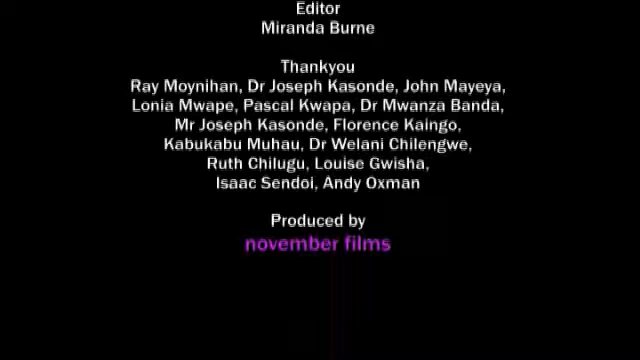 Editor
Miranda Burne
Thankyou
Ray Moynihan, Dr Joseph Kasonde, John Mayeya,
Lonia Mwape, Pascal Kwapa, Dr Mwanza Banda,
Mr Joseph Kasonde, Florence Kaingo,
Kabukabu Muhau, Dr Welani Chilengwe,
Ruth Chilugu, Louise Gwisha,
Isaac Sendoi, Andy Oxman
Produced by
november films